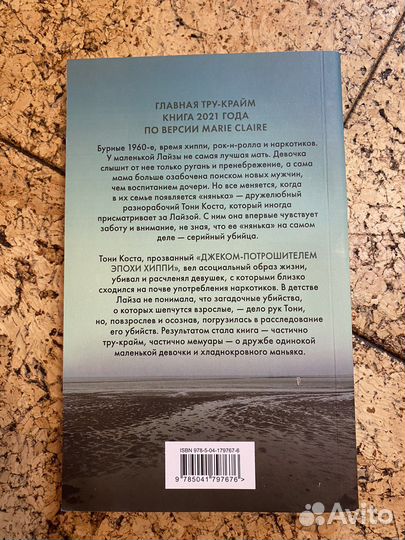 ГЛАВНАЯ ТРУ-КРАЙМ
КНИГА 2021 ГОДА
ПО ВЕРСИИ MARIE CLAIRE
Бурные 1960-е, время хиппи, рок-н-ролла и наркотиков.
У маленькой Лайзы не самая лучшая мать. Девочка
слышит от нее только ругань и пренебрежение, а сама
мама больше озабочена поиском новых мужчин,
чем воспитанием дочери. Но все меняется, когда
в их семье появляется «нянька» — дружелюбный
разнорабочий Тони Коста, который иногда
присматривает за Лайзой. С ним она впервые чувствует
заботу и внимание, не зная, что ее «нянька» на самом
деле — серийный убийца.
Тони Коста, прозванный «ДЖЕКОМ-ПОТРОШИТЕЛЕМ
ЭПОХИ ХИППИ», вел асоциальный образ жизни,
убивал и расчленял девушек, с которыми близко
сходился на почве употребления наркотиков. В детстве
Лайза не понимала, что загадочные убийства,
о которых шепчутся взрослые, — дело рук Тони,
но, повзрослев и осознав, погрузилась в расследование
его убийств. Результатом стала книга — частично
тру-крайм, частично мемуары — о дружбе одинокой
маленькой девочки и хладнокровного маньяка.
ISBN 978-5-04-179767-6
9 785041 797676 >
Avito